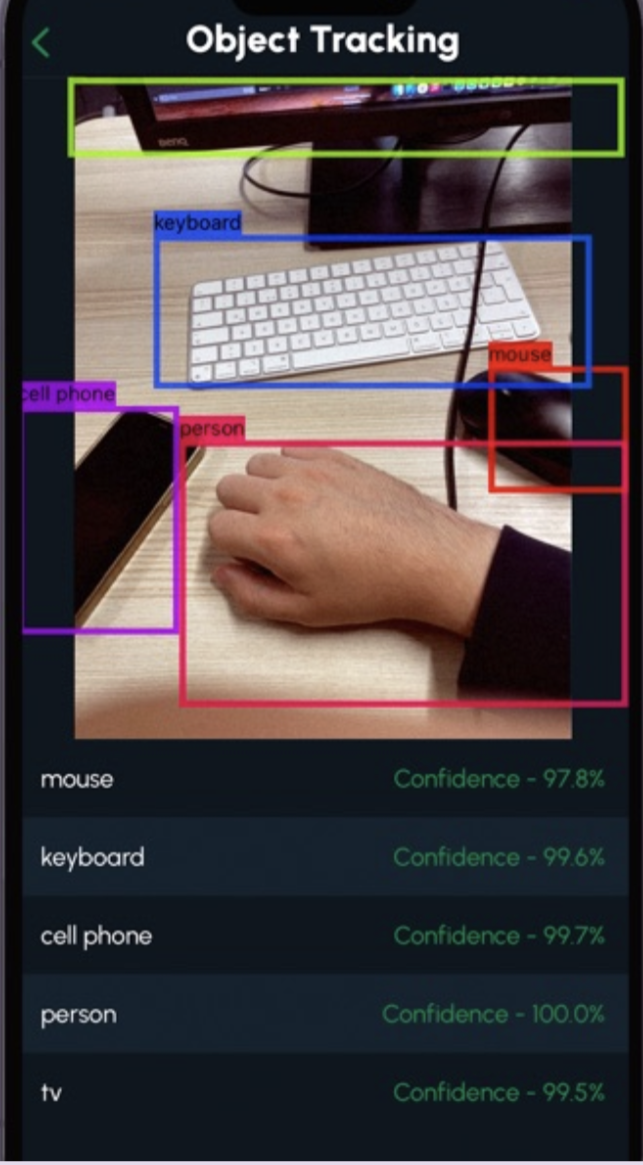 Object Tracking
BenQ
keyboard
mouse
cell phone
person
mouse Confidence - 97.8%
keyboard Confidence - 99.6%
cell phone Confidence - 99.7%
person Confidence - 100.0%
tv Confidence - 99.5%